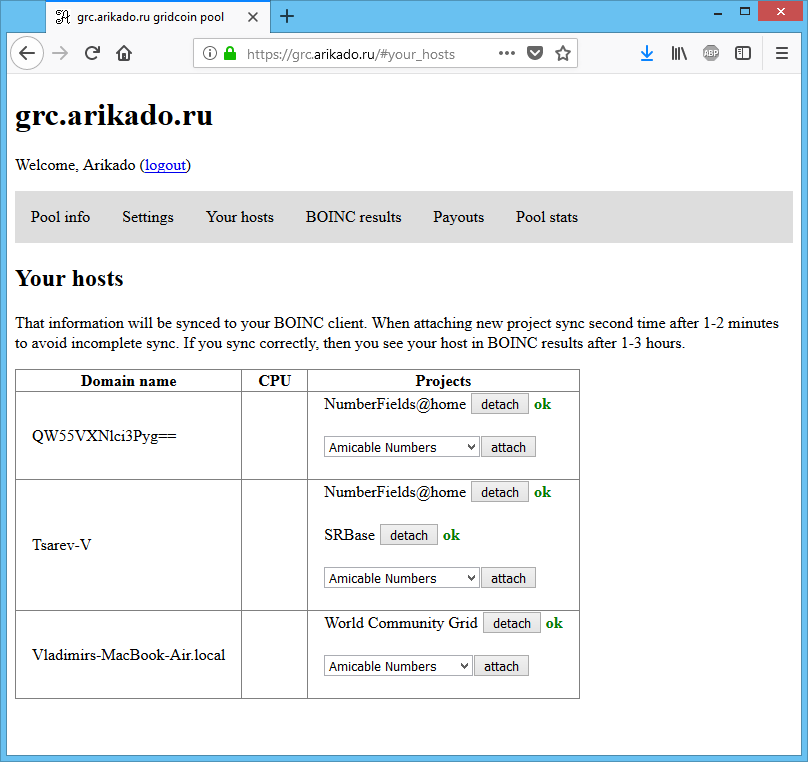 grc.arikado.ru gridcoin pool
https://grc.arikado.ru/#your_hosts
ABP
grc.arikado.ru
Welcome, Arikado (logout)
Pool info Settings Your hosts BOINC results Payouts Pool stats
Your hosts
That information will be synced to your BOINC client. When attaching new project sync second time after 1-2 minutes
to avoid incomplete sync. If you sync correctly, then you see your host in BOINC results after 1-3 hours.
Domain name CPU Projects
NumberFields@home detach ok
QW55VXNlci3Pyg==
Amicable Numbers attach
NumberFields@home detach ok
SRBase detach ok
Tsarev-V
Amicable Numbers attach
World Community Grid detach ok
Vladimirs-MacBook-Air.local
Amicable Numbers attach